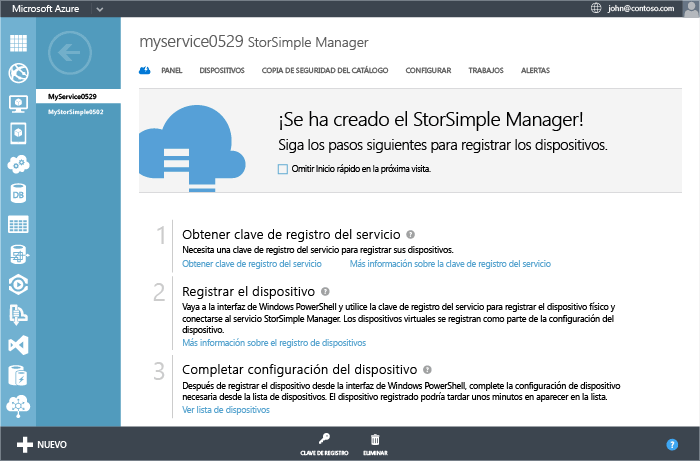 Microsoft Azure
john@contoso.com
MyService0529
MyStorSimple0502
myservice0529 StorSimple Manager
PANEL DISPOSITIVOS COPIA DE SEGURIDAD DEL CATÁLOGO CONFIGURAR TRABAJOS ALERTAS
¡Se ha creado el StorSimple Manager!
Siga los pasos siguientes para registrar los dispositivos.
Omitir Inicio rápido en la próxima visita.
1 Obtener clave de registro del servicio ?
Necesita una clave de registro del servicio para registrar sus dispositivos.
Obtener clave de registro del servicio Más información sobre la clave de registro del servicio
2 Registrar el dispositivo ?
Vaya a la interfaz de Windows PowerShell y utilice la clave de registro del servicio para registrar el dispositivo físico y
conectarse al servicio StorSimple Manager. Los dispositivos virtuales se registran como parte de la configuración del
dispositivo.
Más información sobre el registro de dispositivos
3 Completar configuración del dispositivo ?
Después de registrar el dispositivo desde la interfaz de Windows PowerShell, complete la configuración de dispositivo
necesaria desde la lista de dispositivos. El dispositivo registrado podría tardar unos minutos en aparecer en la lista.
Ver lista de dispositivos
DB
NUEVO
CLAVE DE REGISTRO ELIMINAR
?